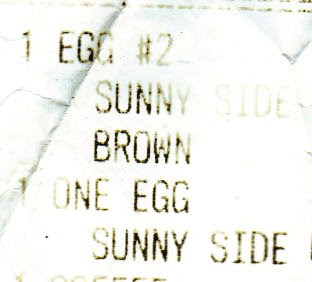 1 EGG #2
SUNNY SIDE
BROWN
1 ONE EGG
SUNNY SIDE